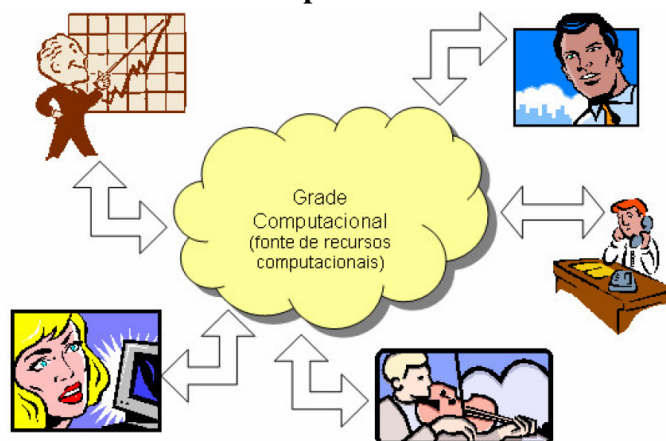 Grade
Computacional
(fonte de recursos
computacionais)